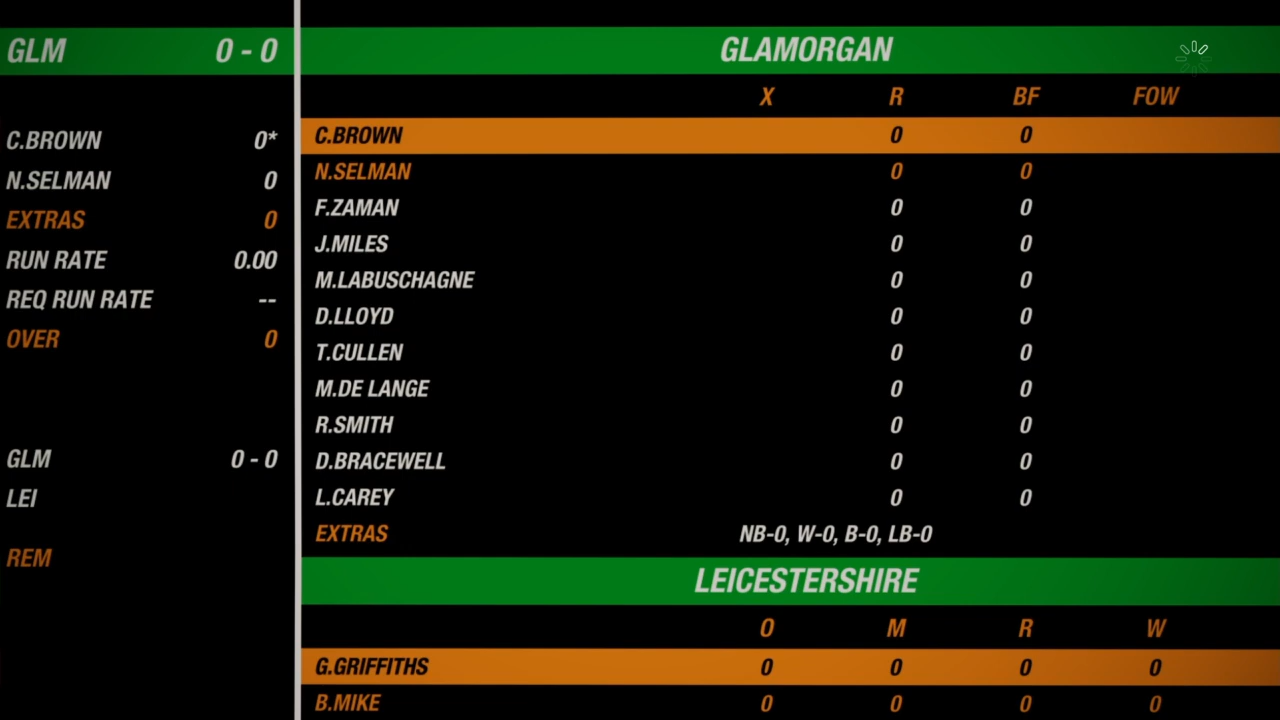 GLM 0 - 0
C.BROWN 0*
N.SELMAN 0
EXTRAS 0
RUN RATE 0.00
REQ RUN RATE --
OVER 0
GLM 0 - 0
LEI
REM
GLAMORGAN
X R BF FOW
C.BROWN 0 0
N.SELMAN 0 0
F.ZAMAN 0 0
J.MILES 0 0
M.LABUSCHAGNE 0 0
D.LLOYD 0 0
T.CULLEN 0 0
M.DE LANGE 0 0
R.SMITH 0 0
D.BRACEWELL 0 0
L.CAREY 0 0
EXTRAS NB-0, W-0, B-0, LB-0
LEICESTERSHIRE
O M R W
G.GRIFFITHS 0 0 0 0
B.MIKE 0 0 0 0